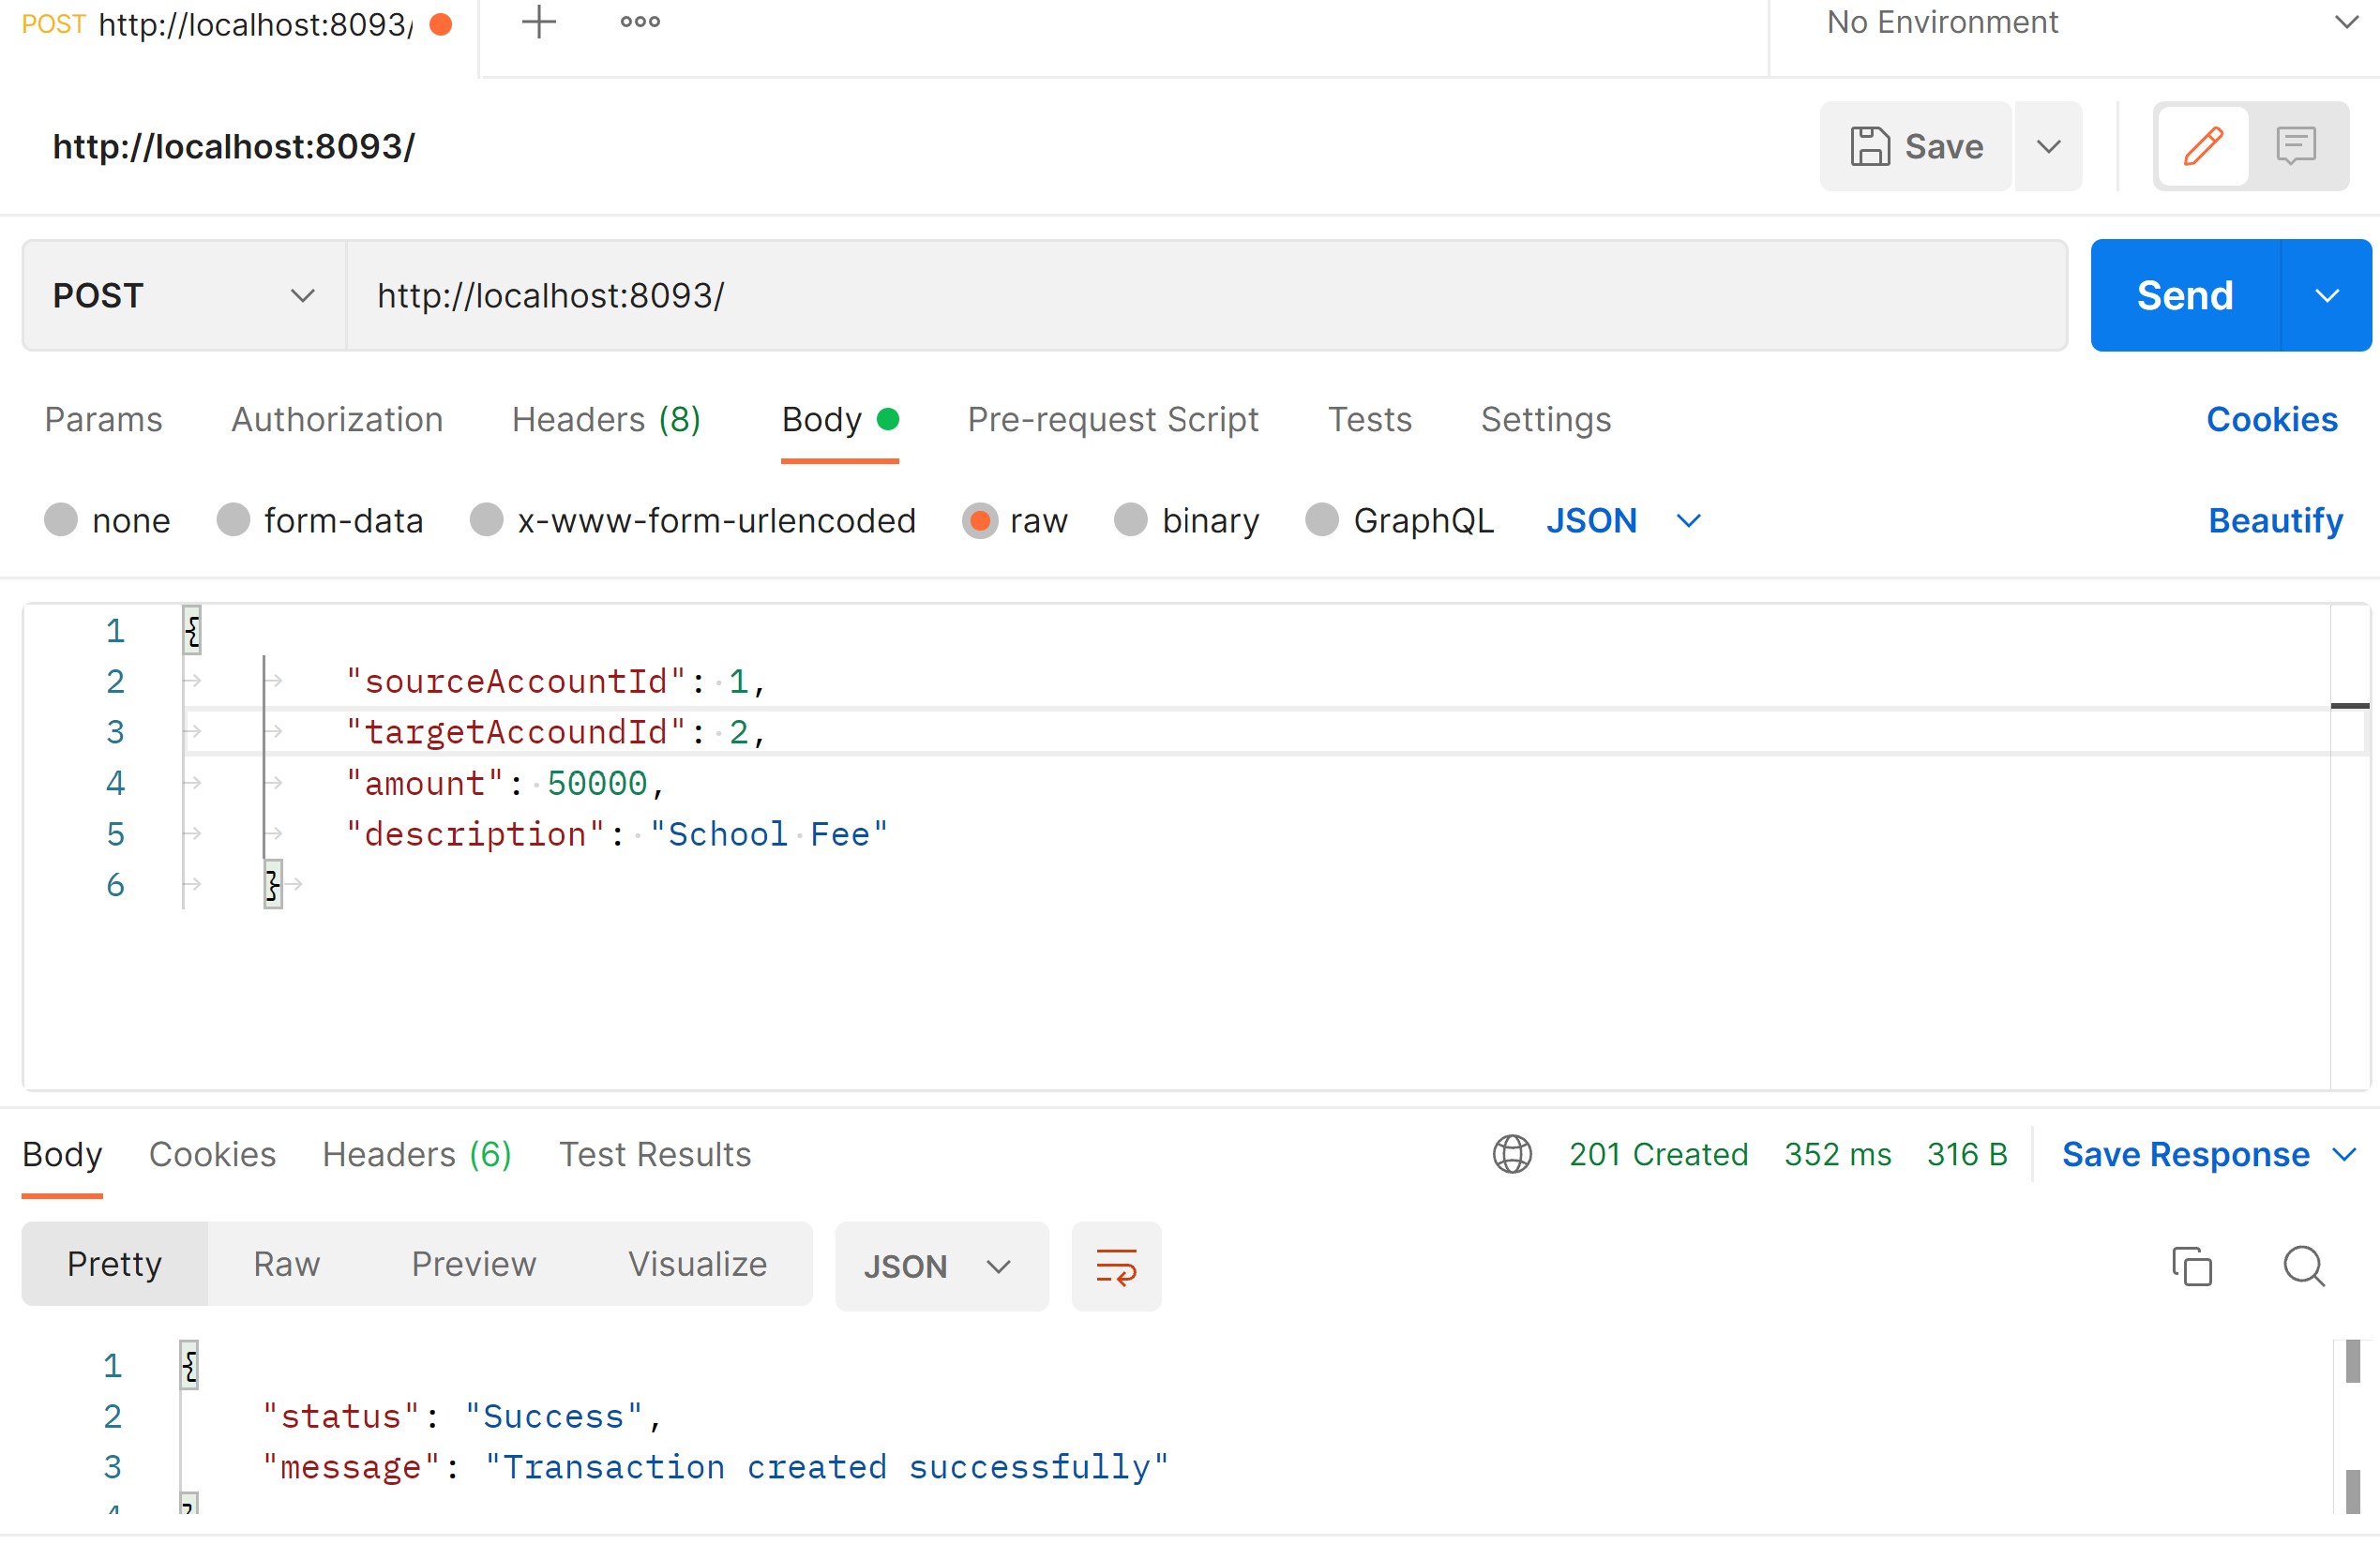 POST http://localhost:8093/
No Environment
http://localhost:8093/
Save
POST http://localhost:8093/ Send
Params Authorization Headers (8) Body Pre-request Script Tests Settings Cookies
none form-data x-www-form-urlencoded raw binary GraphQL JSON Beautify
1 {
2 "sourceAccountId": 1,
3 "targetAccoundId": 2,
4 "amount": 50000,
5 "description": "School Fee"
6 }
Body Cookies Headers (6) Test Results 201 Created 352 ms 316 B Save Response
Pretty Raw Preview Visualize JSON
1 {
2 "status": "Success",
3 "message": "Transaction created successfully"
4 }